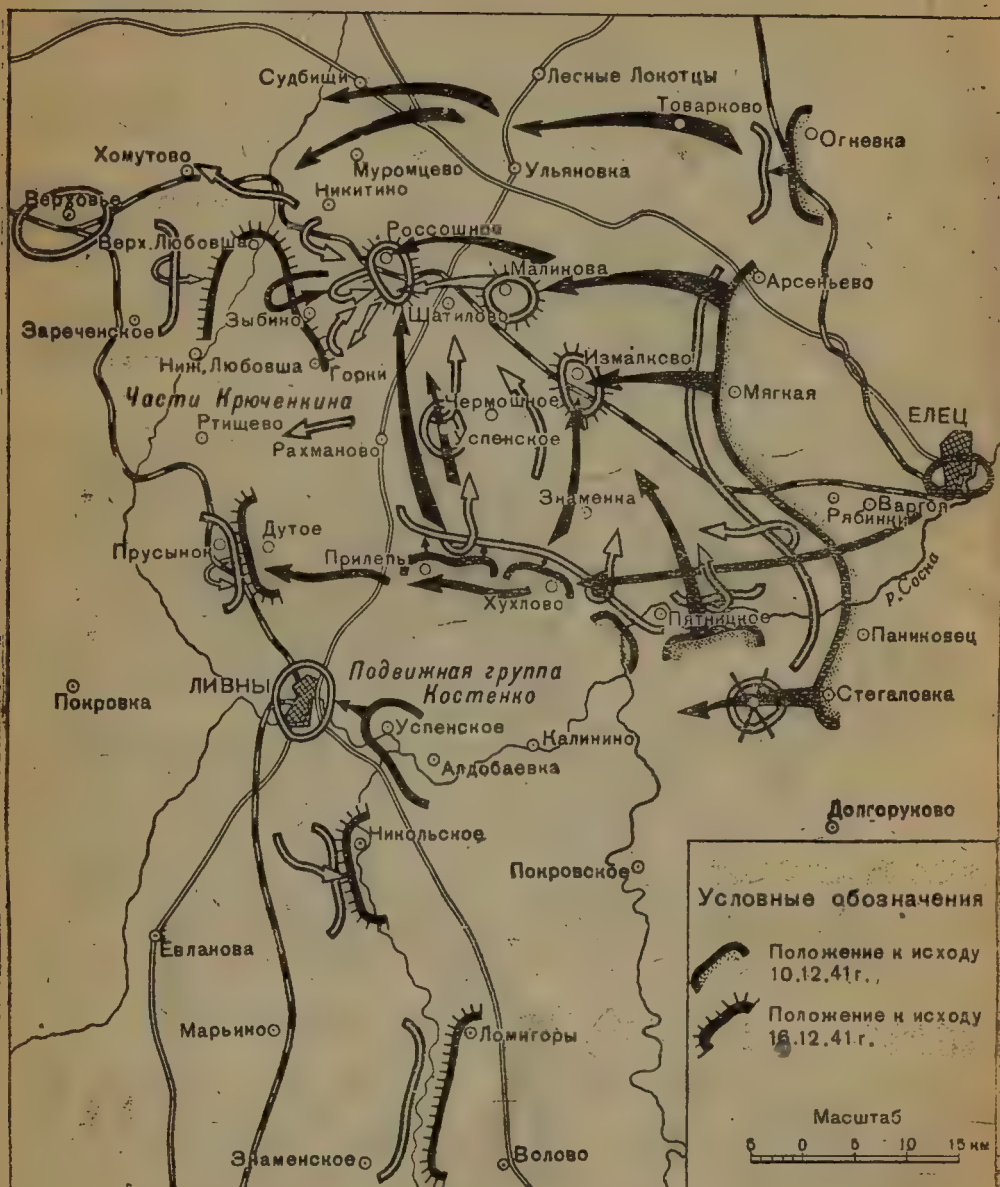 Судбищи
Лесные Локотцы
Товарково
Огневка
Хомутово
Муромцево
Ульяновка
Никитино
Верховье
Россошное
Верх. Любовша
Малинова
Арсеньево
Зареченское
Зыбино
Шатилово
Измалково
Ниж. Любовша
Горки
Мягкая
Части Крюченкина
Чермошное
ЕЛЕЦ
Ртищево
Рахманово
Успенское
Знаменка
Рябинки
Варгол
Прусынок
Дутое
Прилепы
р. Сосна
Хухлово
Пятницкое
Паниковец
Подвижная группа
Костенко
ЛИВНЫ
Покровка
Стегаловка
Успенское
Калинино
Алдобаевка
Долгоруково
Никольское
Покровское
Условные обозначения
Положение к исходу
10.12.41 г.
Положение к исходу
16.12.41 г.
Евланова
Марьино
Ломигоры
Масштаб
5 0 5 10 15 км
Знаменское
Волово